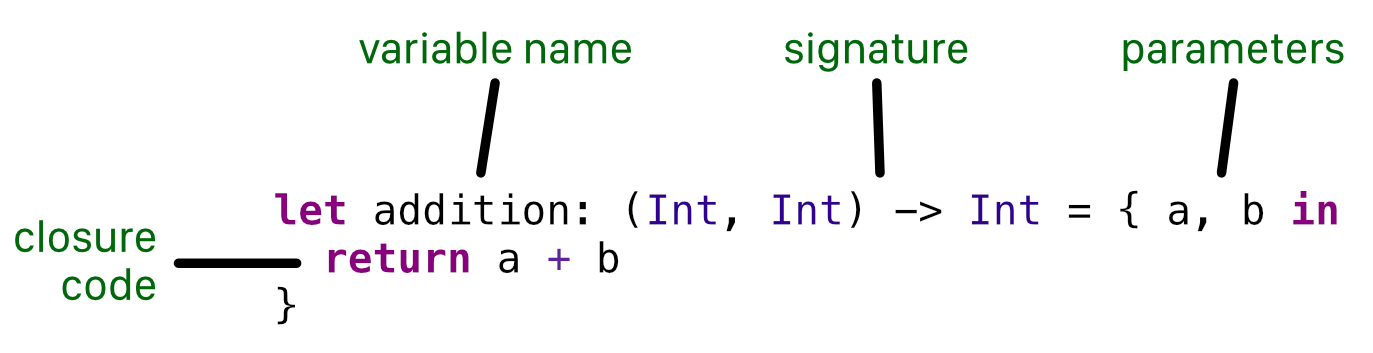 variable name signature parameters
let addition: (Int, Int) -> Int = { a, b in
closure
return a + b
code
}